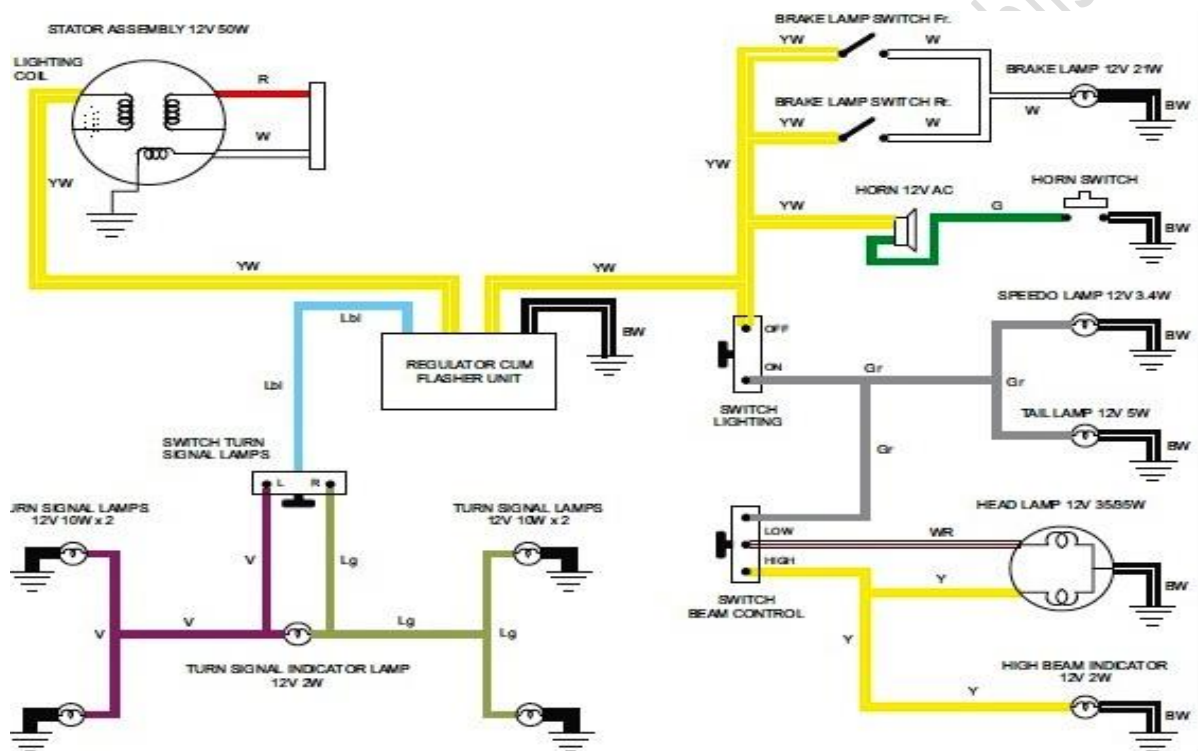 STATOR ASSEMBLY 12V 50W
LIGHTING
COIL
R
W
YW
YW
YW
BRAKE LAMP SWITCH Fr.
YW
W
BRAKE LAMP 12V 21W
BRAKE LAMP SWITCH Rr.
W
BW
YW
W
YW
HORN 12V AC
HORN SWITCH
YW
G
BW
Lbl
BW
Lbl
REGULATOR CUM
FLASHER UNIT
SPEEDO LAMP 12V 3.4W
OFF
BW
ON
Gr
Gr
SWITCH
LIGHTING
TAIL LAMP 12V 5W
BW
Gr
SWITCH TURN
SIGNAL LAMPS
L
R
URN SIGNAL LAMPS
12V 10W x 2
TURN SIGNAL LAMPS
12V 10W x 2
V
Lg
V
V
Lg
Lg
TURN SIGNAL INDICATOR LAMP
12V 2W
HEAD LAMP 12V 35/35W
LOW
WR
HIGH
Y
BW
SWITCH
BEAM CONTROL
Y
HIGH BEAM INDICATOR
12V 2W
Y
BW